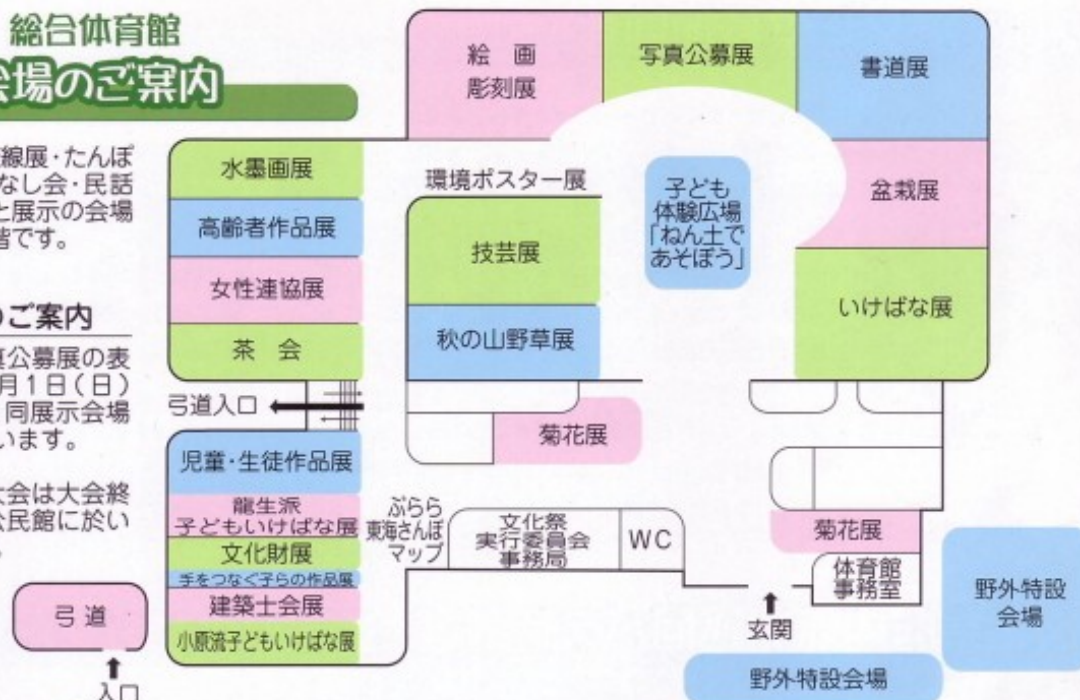 総合体育館
会場のご案内
線展・たんぽ
なし会・民話
と展示の会場
階です。
のご案内
真公募展の表
月1日(日)
同展示会場
います。
大会は大会終
公民館に於い
絵 画
彫刻展
写真公募展
書道展
水墨画展
高齢者作品展
女性連協展
茶 会
環境ポスター展
技芸展
秋の山野草展
子ども
体験広場
「ねん土で
あそぼう」
盆栽展
いけばな展
弓道入口
菊花展
児童・生徒作品展
龍生派
子どもいけばな展
文化財展
手をつなぐ子らの作品展
建築士会展
小原流子どもいけばな展
ぶらら
東海さんぽ
マップ
文化祭
実行委員会
事務局
WC
菊花展
体育館
事務室
玄関
野外特設
会場
野外特設会場
弓道
入口